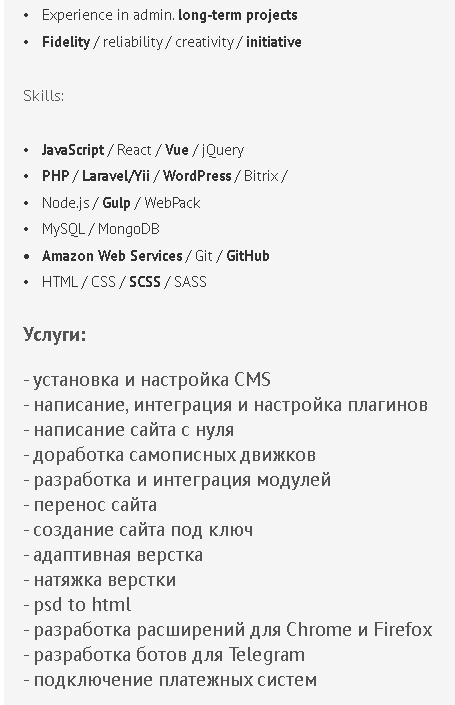 • Experience in admin. long-term projects
• Fidelity / reliability / creativity / initiative
Skills:
• JavaScript / React / Vue / jQuery
• PHP / Laravel/Yii / WordPress / Bitrix /
• Node.js / Gulp / WebPack
• MySQL / MongoDB
• Amazon Web Services / Git / GitHub
• HTML / CSS / SCSS / SASS
Услуги:
- установка и настройка CMS
- написание, интеграция и настройка плагинов
- написание сайта с нуля
- доработка самописных движков
- разработка и интеграция модулей
- перенос сайта
- создание сайта под ключ
- адаптивная верстка
- натяжка верстки
- psd to html
- разработка расширений для Chrome и Firefox
- разработка ботов для Telegram
- подключение платежных систем